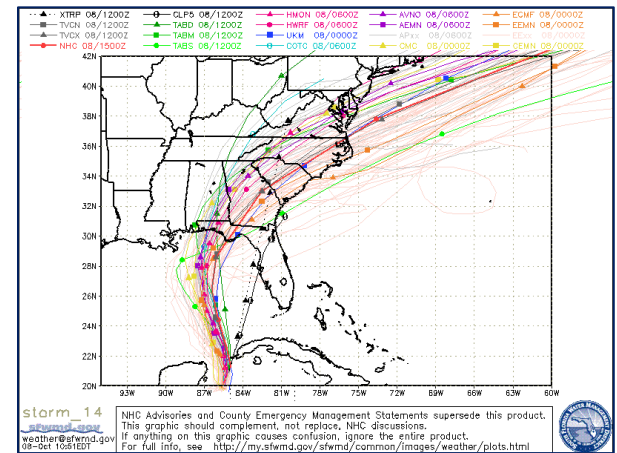 XTRP 08/1200Z CLP5 08/1200Z HMON 08/0600Z AVNO 08/0600Z EGMF 08/0000Z
TVCN 08/1200Z TABD 08/1200Z HWRF 08/0600Z AEMN 08/0600Z EEMN 08/0000Z
TVCX 08/1200Z TABM 08/1200Z UKM 08/0000Z APxx 08/0600Z
NHC 08/1500Z TABS 08/1200Z COTC 08/0600Z CMC 08/0000Z CEMN 08/0000Z
42N
40N
38N
36N
34N
32N
30N
28N
26N
24N
22N
20N
93W 90W 87W 84W 81W 78W 75W 72W 69W 66W 63W 60W
storm_14
sfwmd.gov
weather@sfwmd.gov
08-Oct 10:51EDT
NHC Advisories and County Emergency Management Statements supersede this product.
This graphic should complement, not replace, NHC discussions.
If anything on this graphic causes confusion, ignore the entire product.
For full info, see http://my.sfwmd.gov/sfwmd/common/images/weather/plots.html